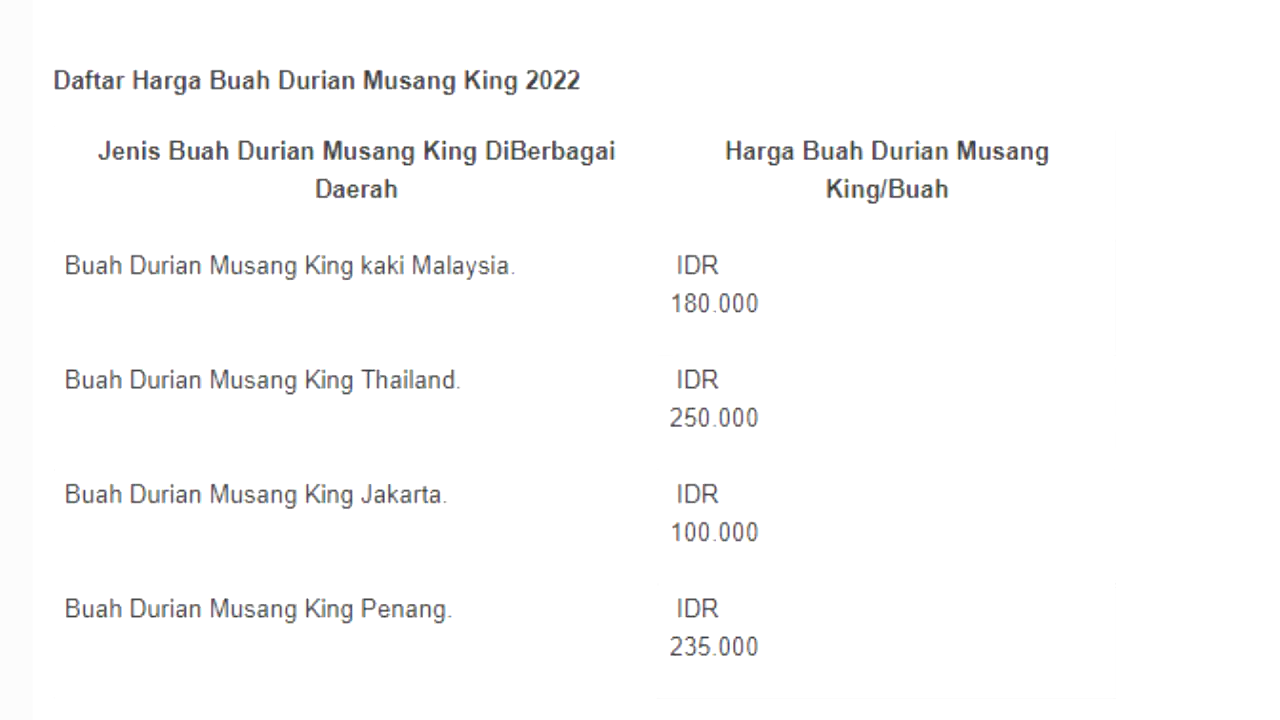 Daftar Harga Buah Durian Musang King 2022
Jenis Buah Durian Musang King DiBerbagai
Daerah
Harga Buah Durian Musang
King/Buah
Buah Durian Musang King kaki Malaysia.
IDR
180.000
Buah Durian Musang King Thailand.
IDR
250.000
Buah Durian Musang King Jakarta.
IDR
100.000
Buah Durian Musang King Penang.
IDR
235.000